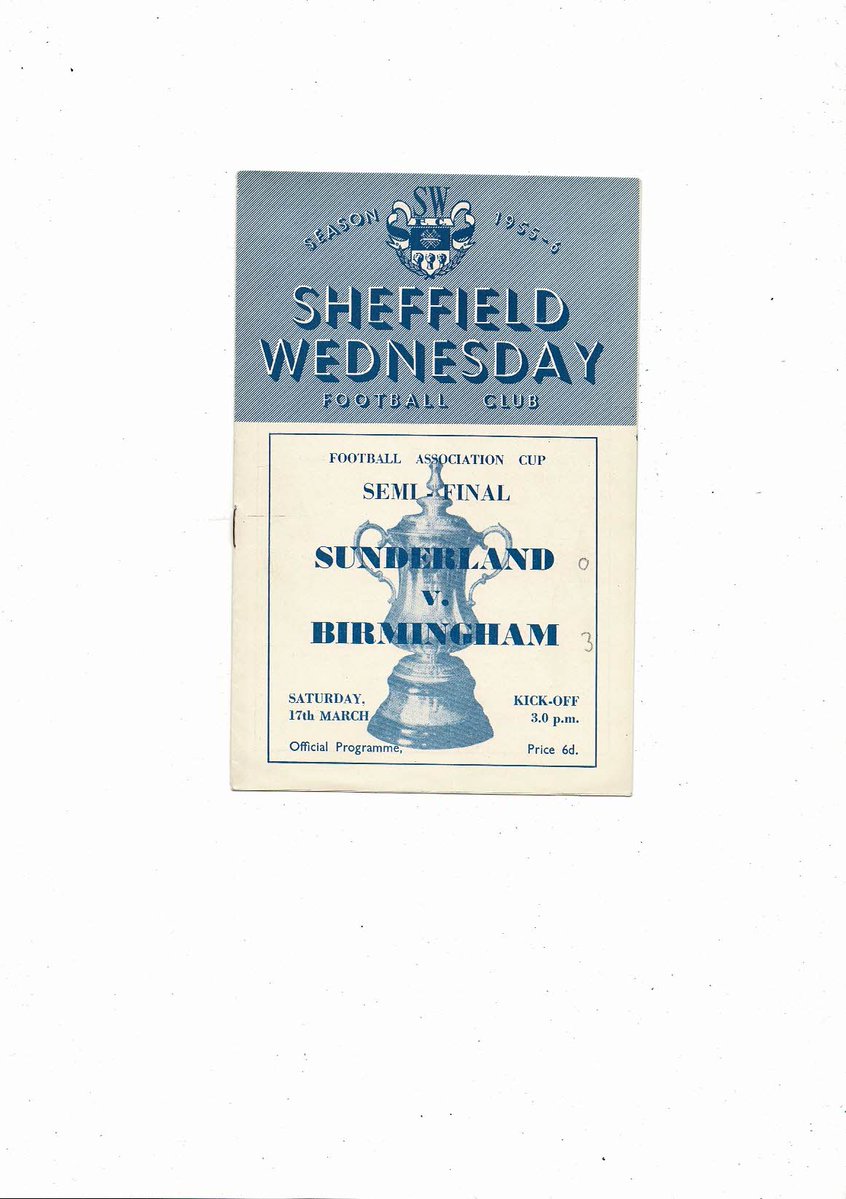 SW
F C
SEASON 1955-6
SHEFFIELD
WEDNESDAY
FOOTBALL CLUB
FOOTBALL ASSOCIATION CUP
SEMI-FINAL
SUNDERLAND 0
v.
BIRMINGHAM 3
SATURDAY, KICK-OFF
17th MARCH 3.0 p.m.
Official Programme, Price 6d.